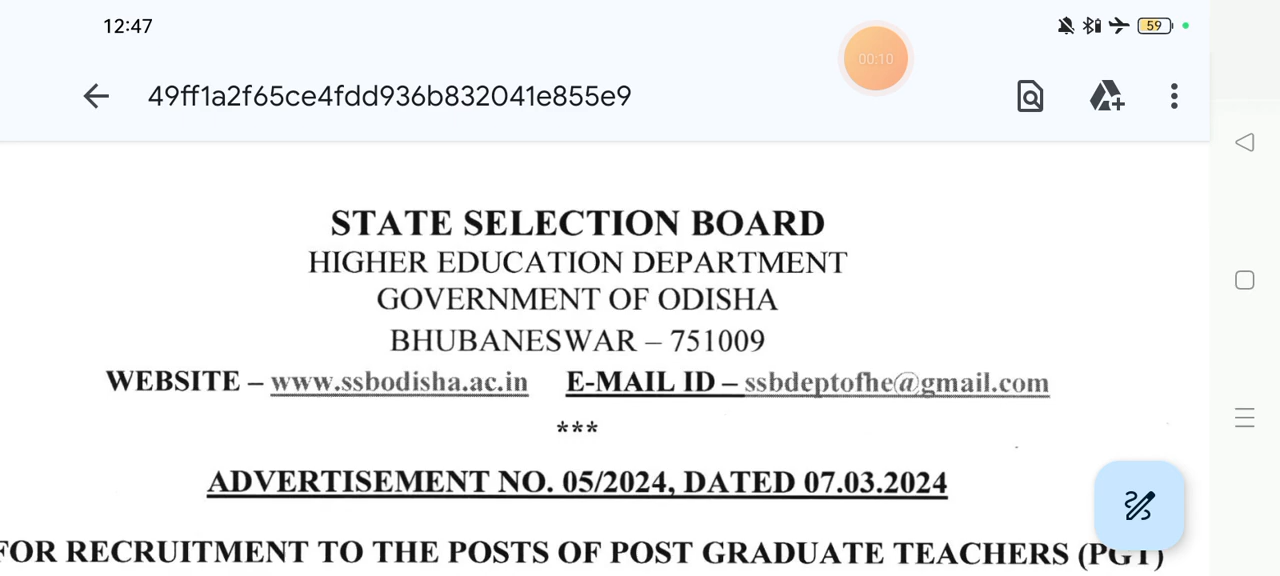 12:47
59
00:10
49ff1a2f65ce4fdd936b832041e855e9
STATE SELECTION BOARD
HIGHER EDUCATION DEPARTMENT
GOVERNMENT OF ODISHA
BHUBANESWAR – 751009
WEBSITE – www.ssbodisha.ac.in E-MAIL ID – ssbdeptofhe@gmail.com
***
ADVERTISEMENT NO. 05/2024, DATED 07.03.2024
FOR RECRUITMENT TO THE POSTS OF POST GRADUATE TEACHERS (PGT)